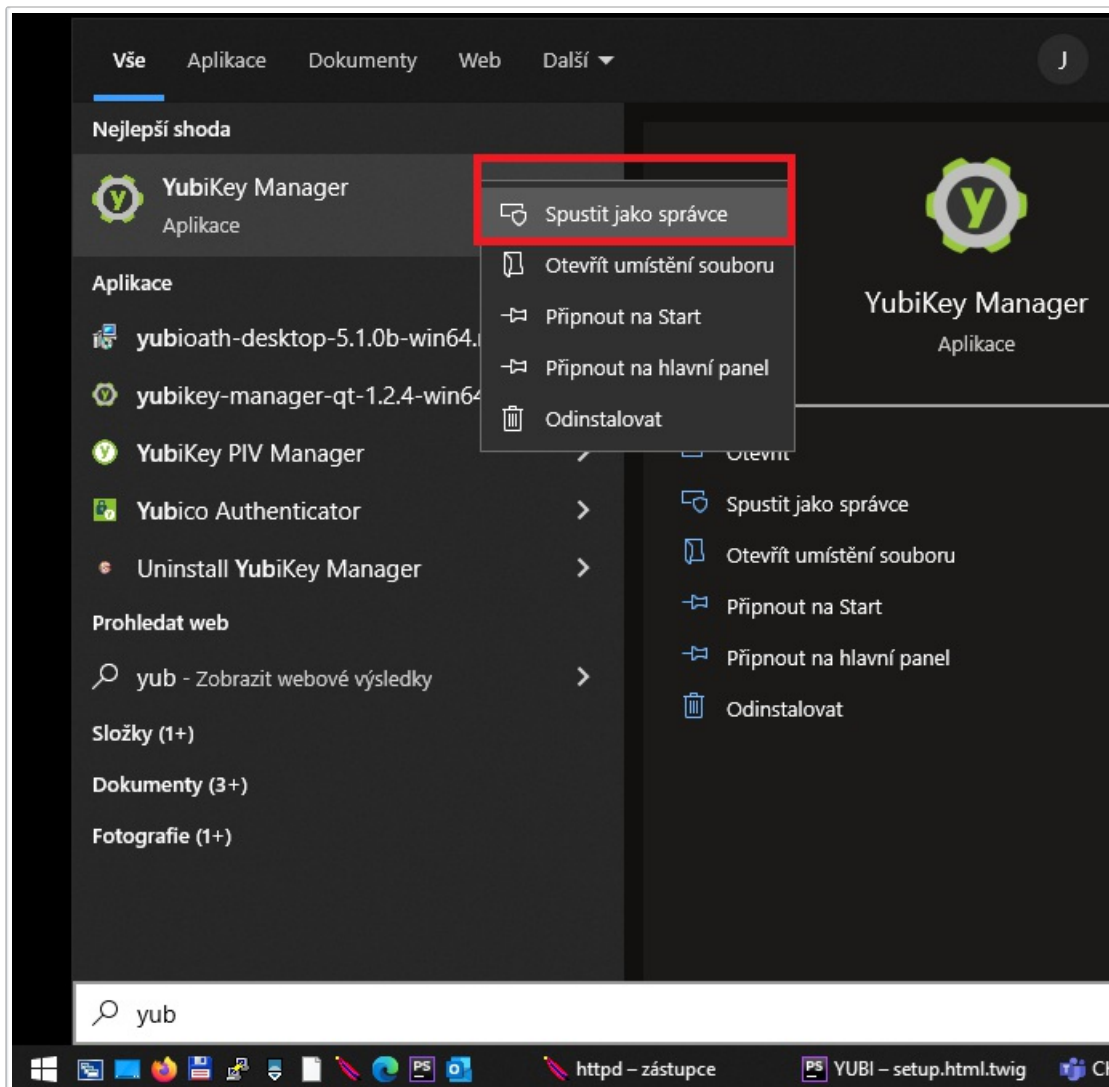 Vše Aplikace Dokumenty Web Další
J
Nejlepší shoda
YubiKey Manager
Aplikace
Spustit jako správce
Otevřít umístění souboru
Připnout na Start
Připnout na hlavní panel
Odinstalovat
Aplikace
yubioath-desktop-5.1.0b-win64.
yubikey-manager-qt-1.2.4-win64
YubiKey PIV Manager
Yubico Authenticator
Uninstall YubiKey Manager
Prohledat web
yub - Zobrazit webové výsledky
Složky (1+)
Dokumenty (3+)
Fotografie (1+)
YubiKey Manager
Aplikace
Otevřít
Spustit jako správce
Otevřít umístění souboru
Připnout na Start
Připnout na hlavní panel
Odinstalovat
yub
httpd – zástupce YUBI – setup.html.twig